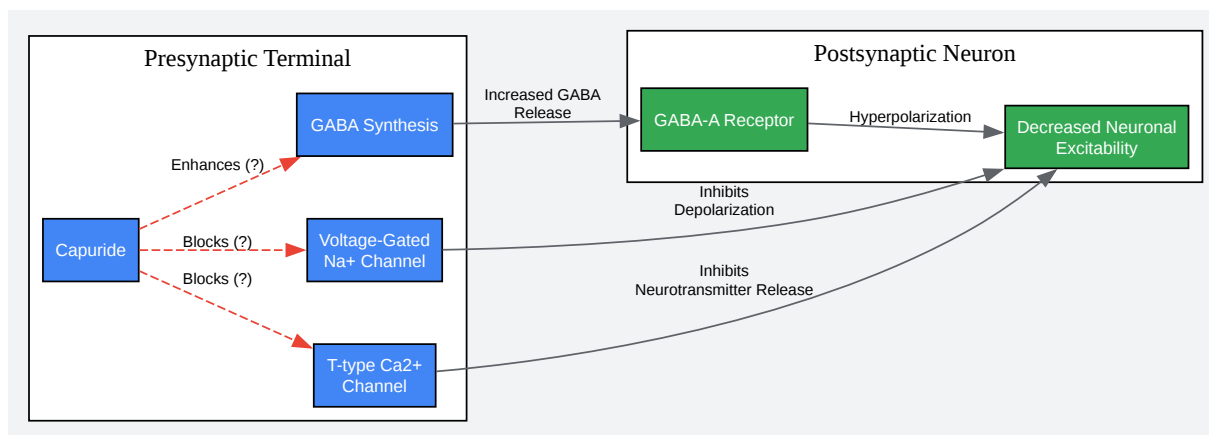 Presynaptic Terminal
Postsynaptic Neuron
GABA Synthesis
Increased GABA
Release
GABA-A Receptor
Hyperpolarization
Decreased Neuronal
Excitability
Enhances (?)
Capuride
Blocks (?)
Voltage-Gated
Na+ Channel
Inhibits
Depolarization
Blocks (?)
Inhibits
Neurotransmitter Release
T-type Ca2+
Channel